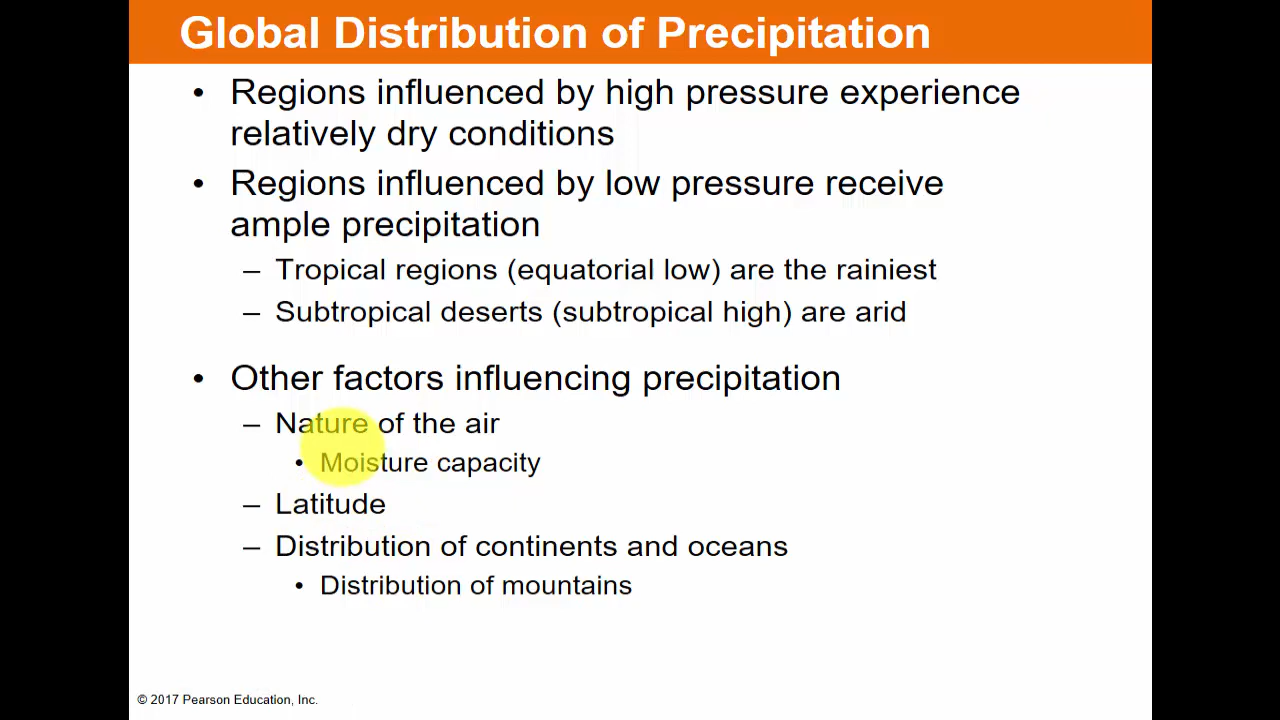 Global Distribution of Precipitation
• Regions influenced by high pressure experience
relatively dry conditions
• Regions influenced by low pressure receive
ample precipitation
– Tropical regions (equatorial low) are the rainiest
– Subtropical deserts (subtropical high) are arid
• Other factors influencing precipitation
– Nature of the air
• Moisture capacity
– Latitude
– Distribution of continents and oceans
• Distribution of mountains
© 2017 Pearson Education, Inc.